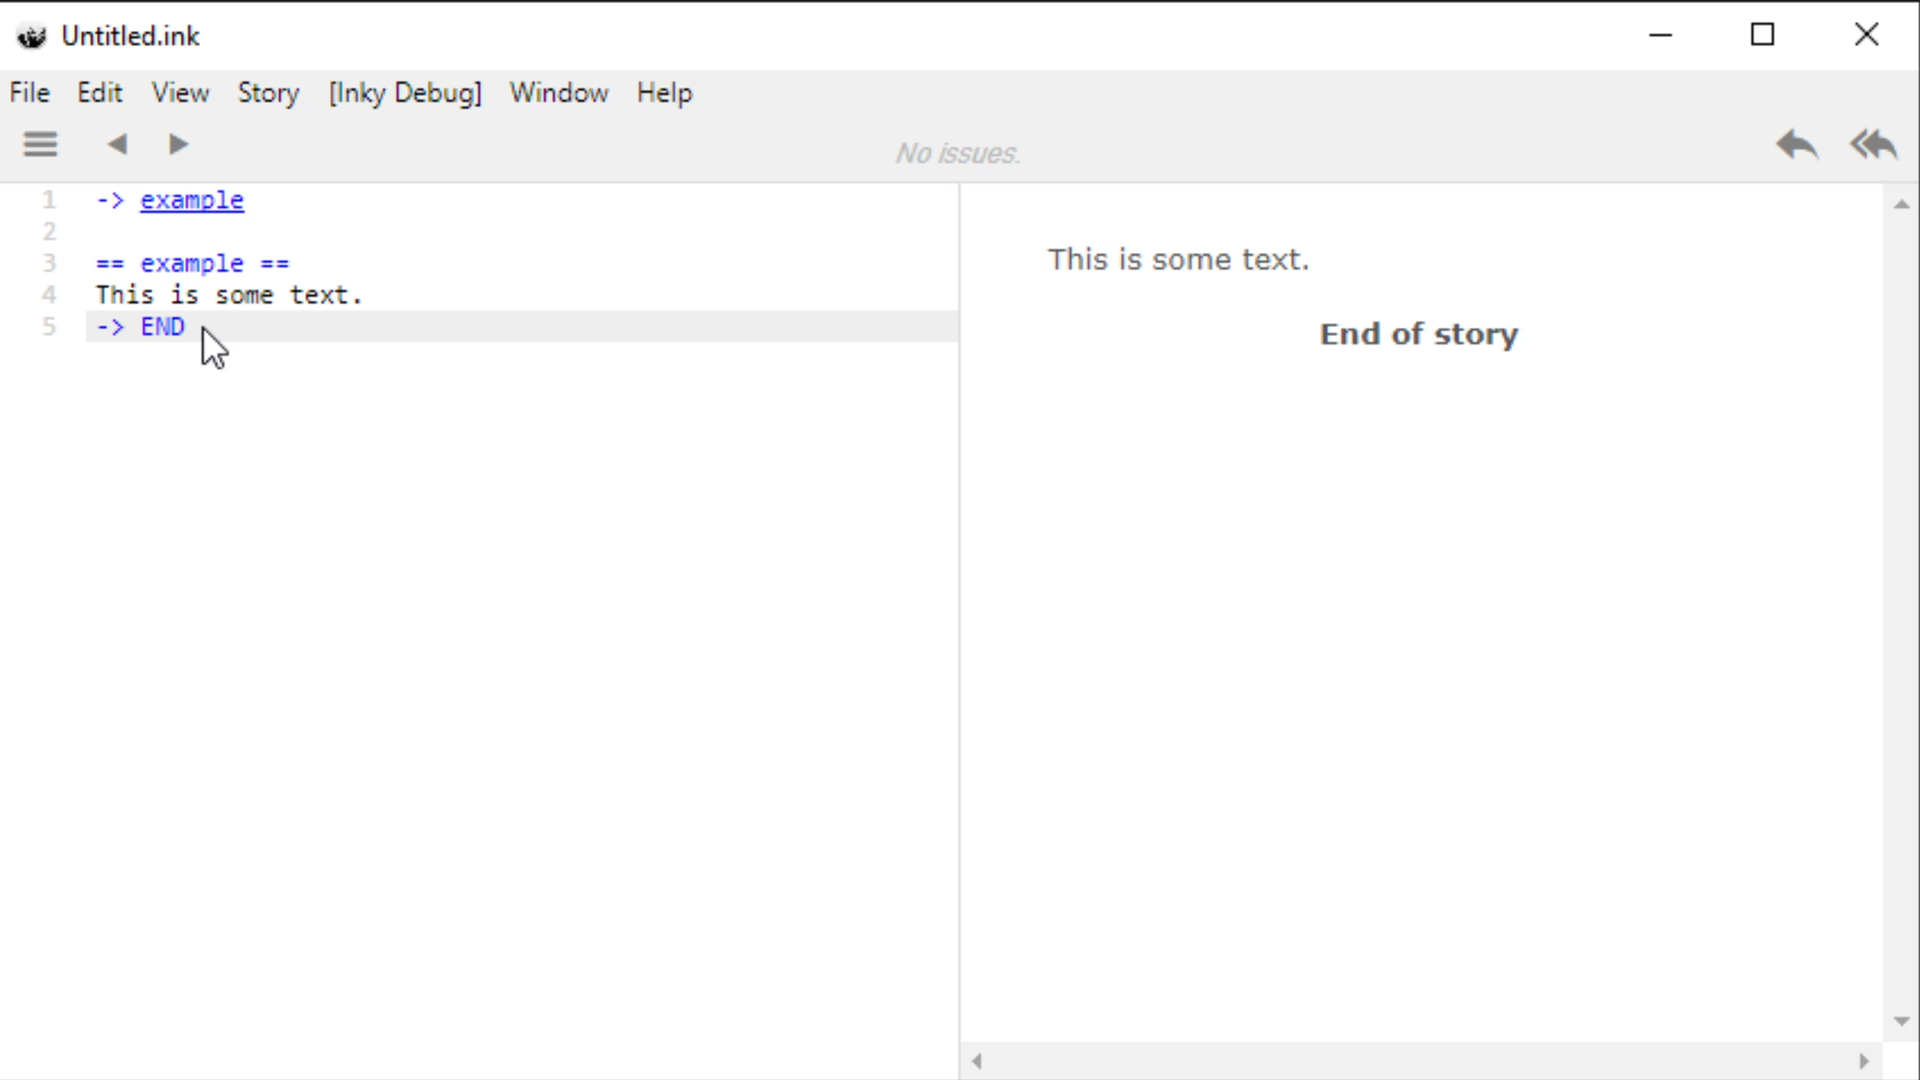 Untitled.ink
File Edit View Story [Inky Debug] Window Help
No issues.
1 -> example
2
3 == example ==
4 This is some text.
5 -> END
This is some text.
End of story